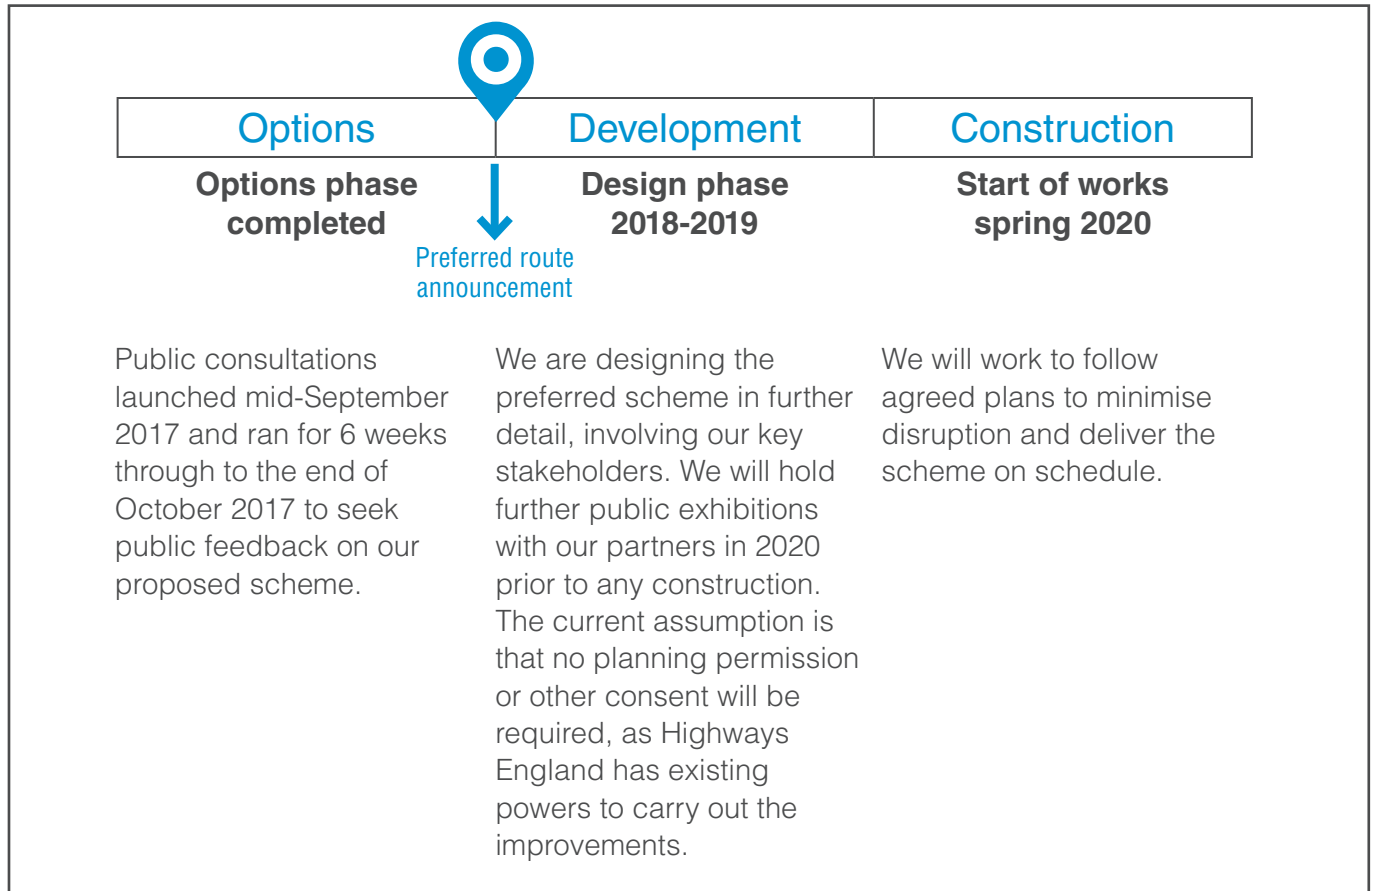 Options
Development
Construction
Options phase
completed
Preferred route
announcement
Design phase
2018-2019
Start of works
spring 2020
Public consultations
launched mid-September
2017 and ran for 6 weeks
through to the end of
October 2017 to seek
public feedback on our
proposed scheme.
We are designing the
preferred scheme in further
detail, involving our key
stakeholders. We will hold
further public exhibitions
with our partners in 2020
prior to any construction.
The current assumption is
that no planning permission
or other consent will be
required, as Highways
England has existing
powers to carry out the
improvements.
We will work to follow
agreed plans to minimise
disruption and deliver the
scheme on schedule.